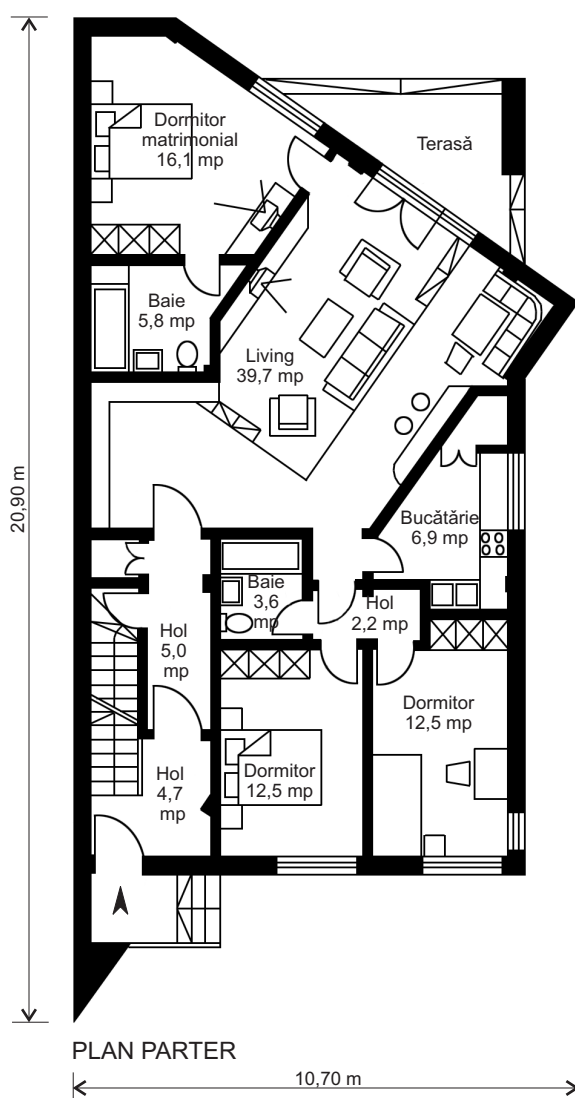 Dormitor
matrimonial
16,1 mp
Terasă
Baie
5,8 mp
Living
39,7 mp
20,90 m
Bucătărie
6,9 mp
Baie
3,6
mp
Hol
2,2 mp
Hol
5,0
mp
Dormitor
12,5 mp
Hol
4,7
mp
Dormitor
12,5 mp
PLAN PARTER
10,70 m